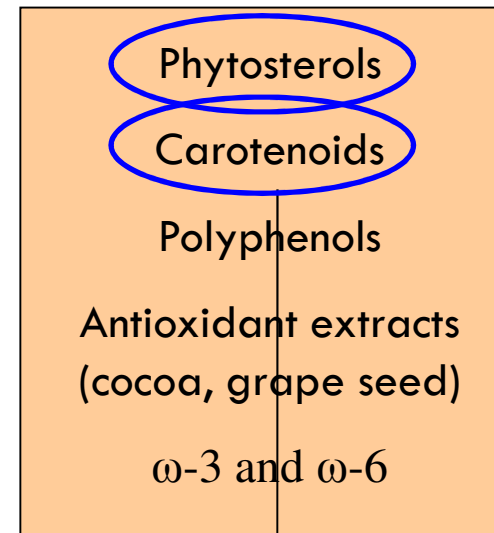 Phytosterols
Carotenoids
Polyphenols
Antioxidant extracts
(cocoa, grape seed)
ω-3 and ω-6